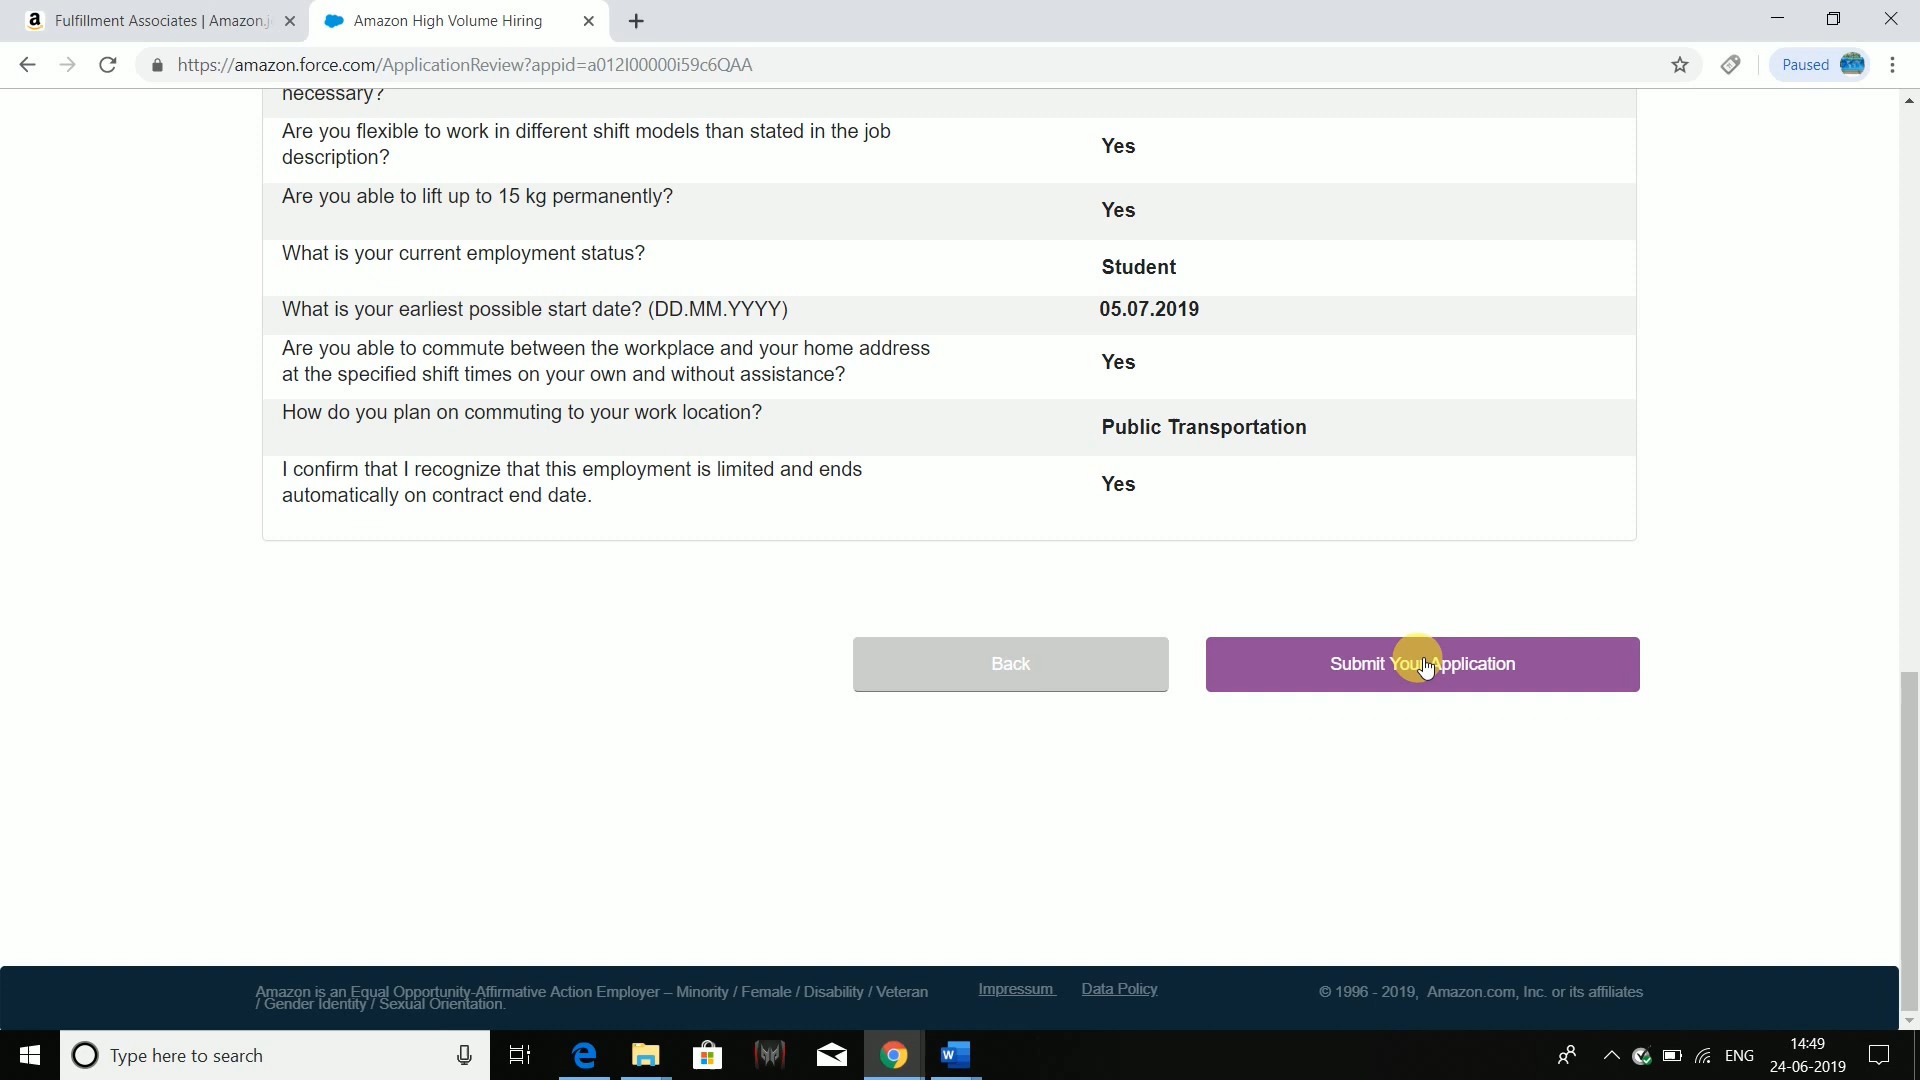 Fulfillment Associates | Amazon.j
Amazon High Volume Hiring
https://amazon.force.com/ApplicationReview?appid=a012I00000i59c6QAA
Paused
necessary?
Are you flexible to work in different shift models than stated in the job
description?
Yes
Are you able to lift up to 15 kg permanently?
Yes
What is your current employment status?
Student
What is your earliest possible start date? (DD.MM.YYYY)
05.07.2019
Are you able to commute between the workplace and your home address
at the specified shift times on your own and without assistance?
Yes
How do you plan on commuting to your work location?
Public Transportation
I confirm that I recognize that this employment is limited and ends
automatically on contract end date.
Yes
Back
Submit Your Application
Amazon is an Equal Opportunity-Affirmative Action Employer – Minority / Female / Disability / Veteran
/ Gender Identity / Sexual Orientation.
Impressum
Data Policy
© 1996 - 2019, Amazon.com, Inc. or its affiliates
Type here to search
ENG
14:49
24-06-2019